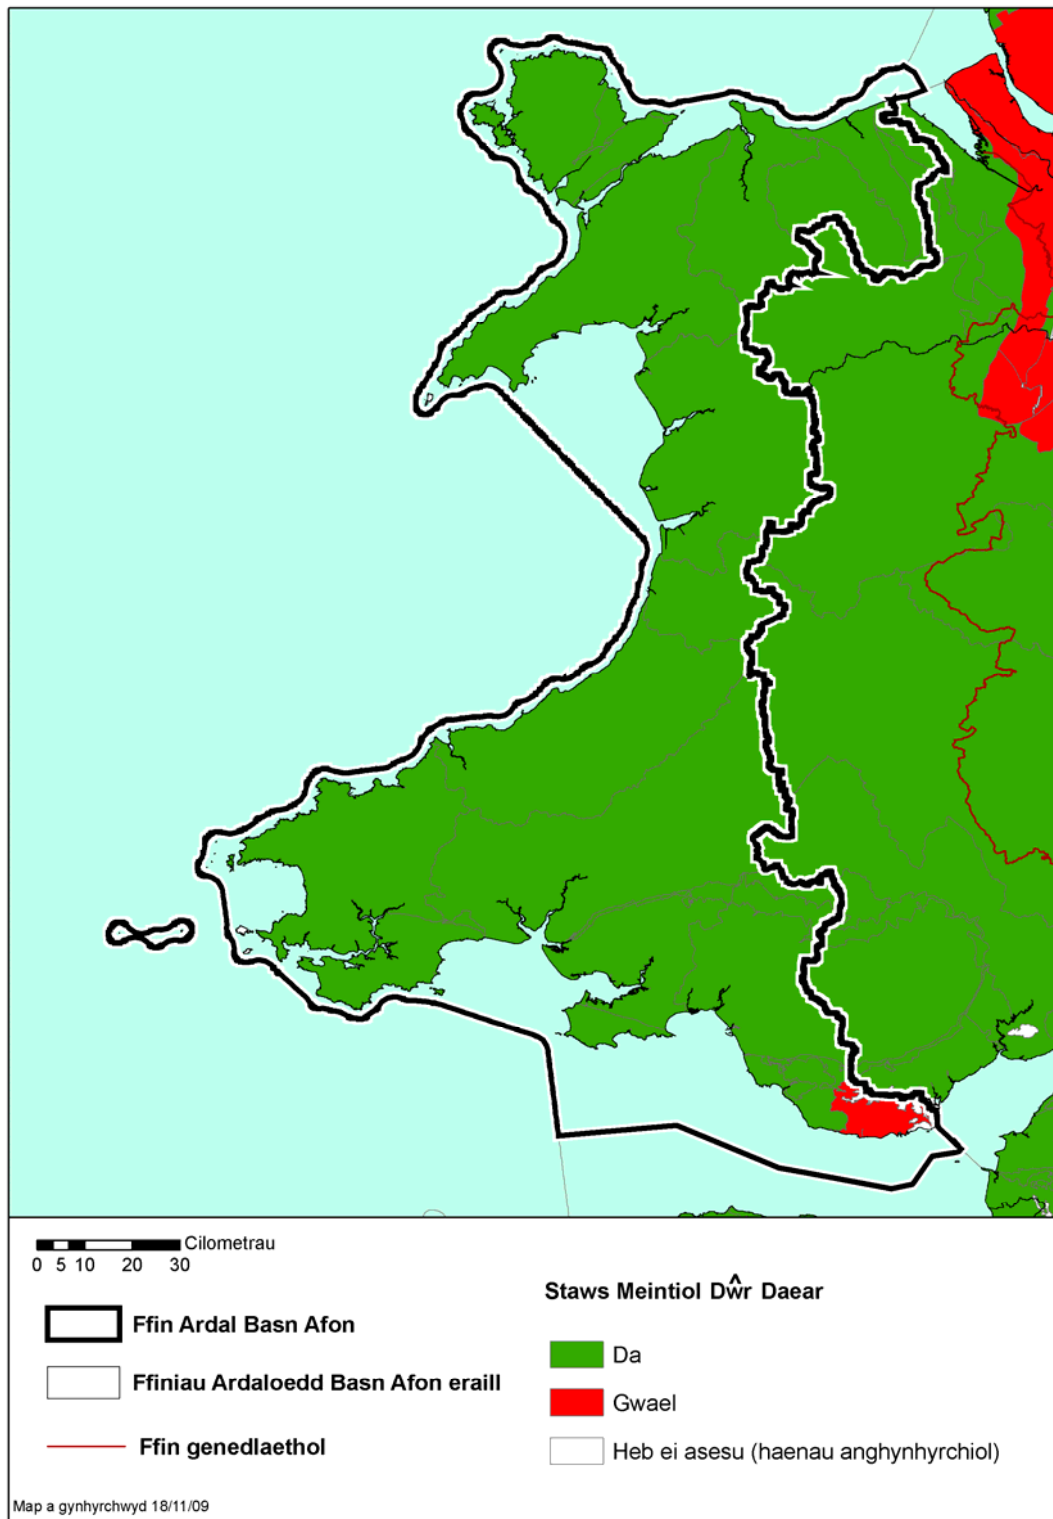 Cilometrau
0 5 10 20 30
Ffin Ardal Basn Afon
Ffiniau Ardaloedd Basn Afon eraill
Ffin genedlaethol
Staws Meintiol Dŵr Daear
Da
Gwael
Heb ei asesu (haenau anghynhyrchiol)
Map a gynhyrchwyd 18/11/09